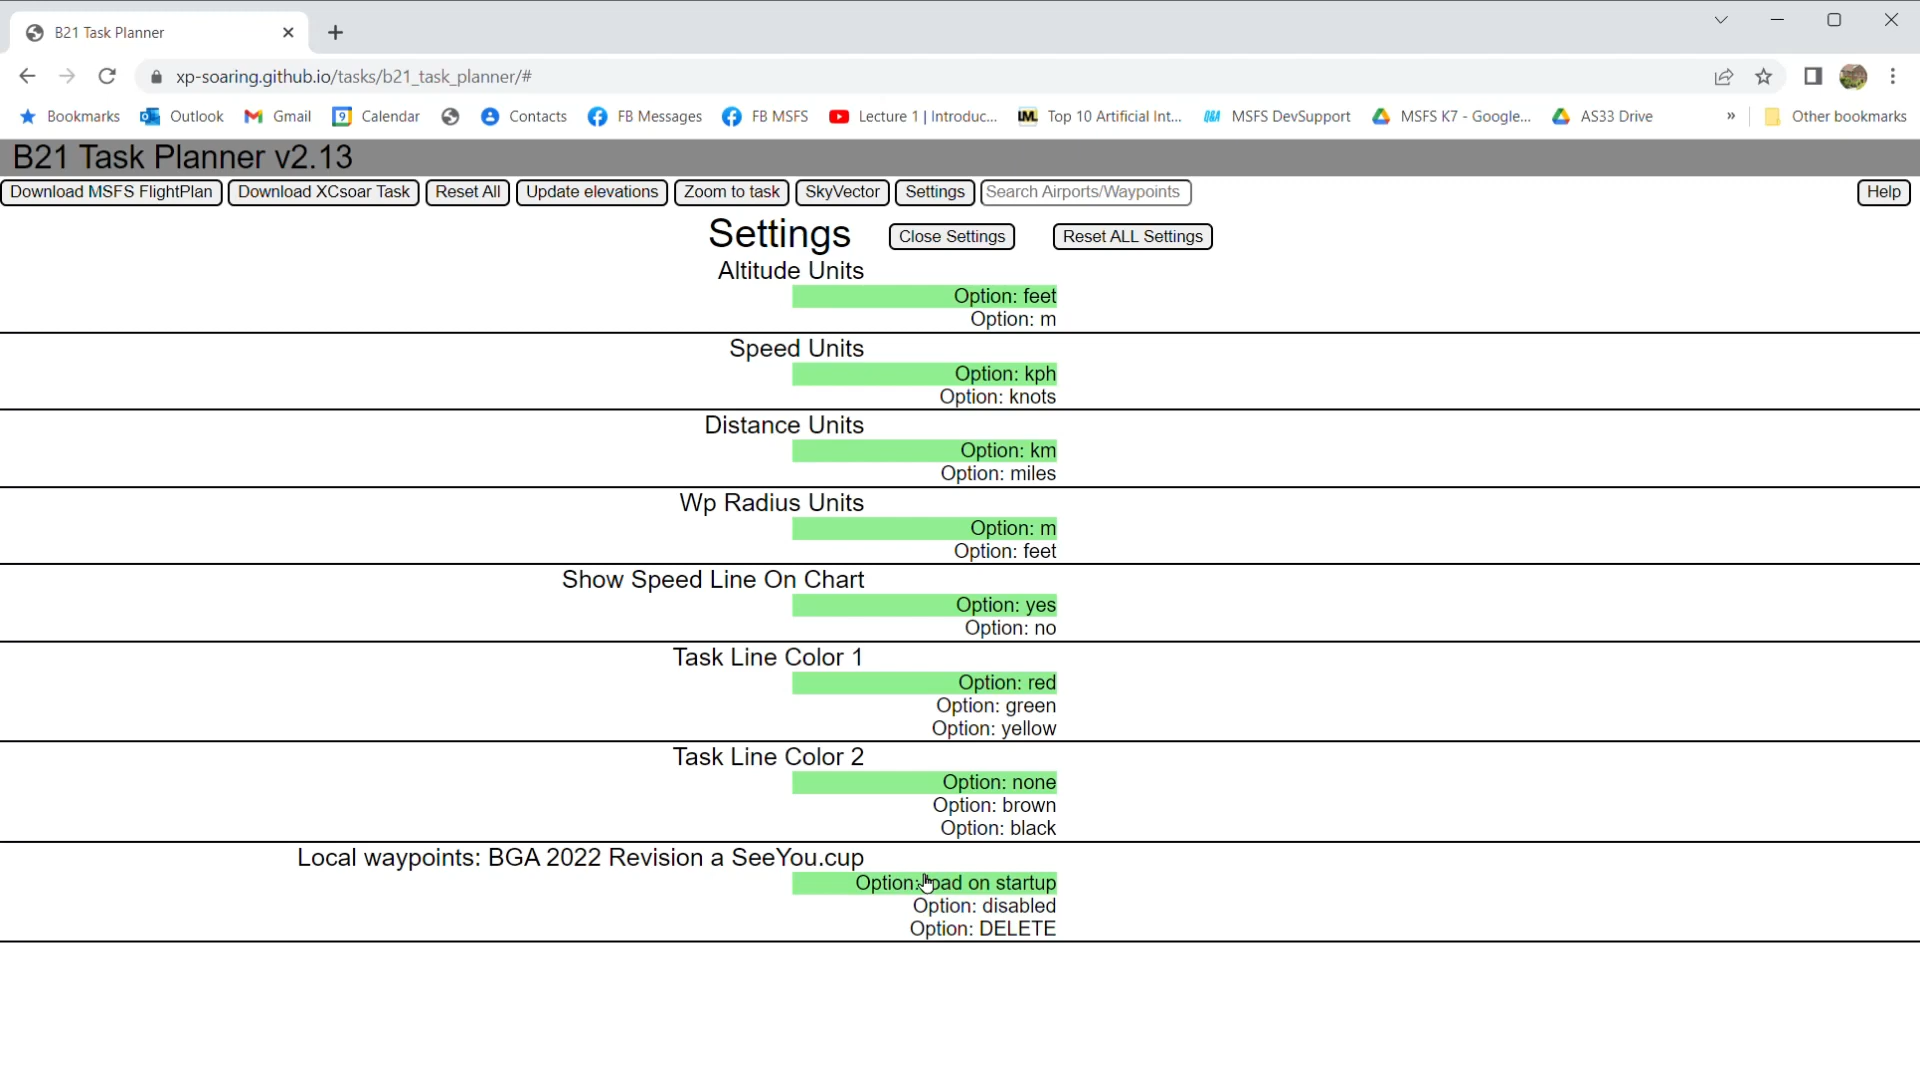 B21 Task Planner
xp-soaring.github.io/tasks/b21_task_planner/#
Bookmarks Outlook Gmail 9 Calendar Contacts FB Messages FB MSFS Lecture 1 | Introduc... LM. Top 10 Artificial Int... Q&A MSFS DevSupport MSFS K7 - Google... AS33 Drive » Other bookmarks
B21 Task Planner v2.13
Download MSFS FlightPlan Download XCsoar Task Reset All Update elevations Zoom to task SkyVector Settings Search Airports/Waypoints Help
Settings Close Settings Reset ALL Settings
Altitude Units
Option: feet
Option: m
Speed Units
Option: kph
Option: knots
Distance Units
Option: km
Option: miles
Wp Radius Units
Option: m
Option: feet
Show Speed Line On Chart
Option: yes
Option: no
Task Line Color 1
Option: red
Option: green
Option: yellow
Task Line Color 2
Option: none
Option: brown
Option: black
Local waypoints: BGA 2022 Revision a SeeYou.cup
Option: load on startup
Option: disabled
Option: DELETE